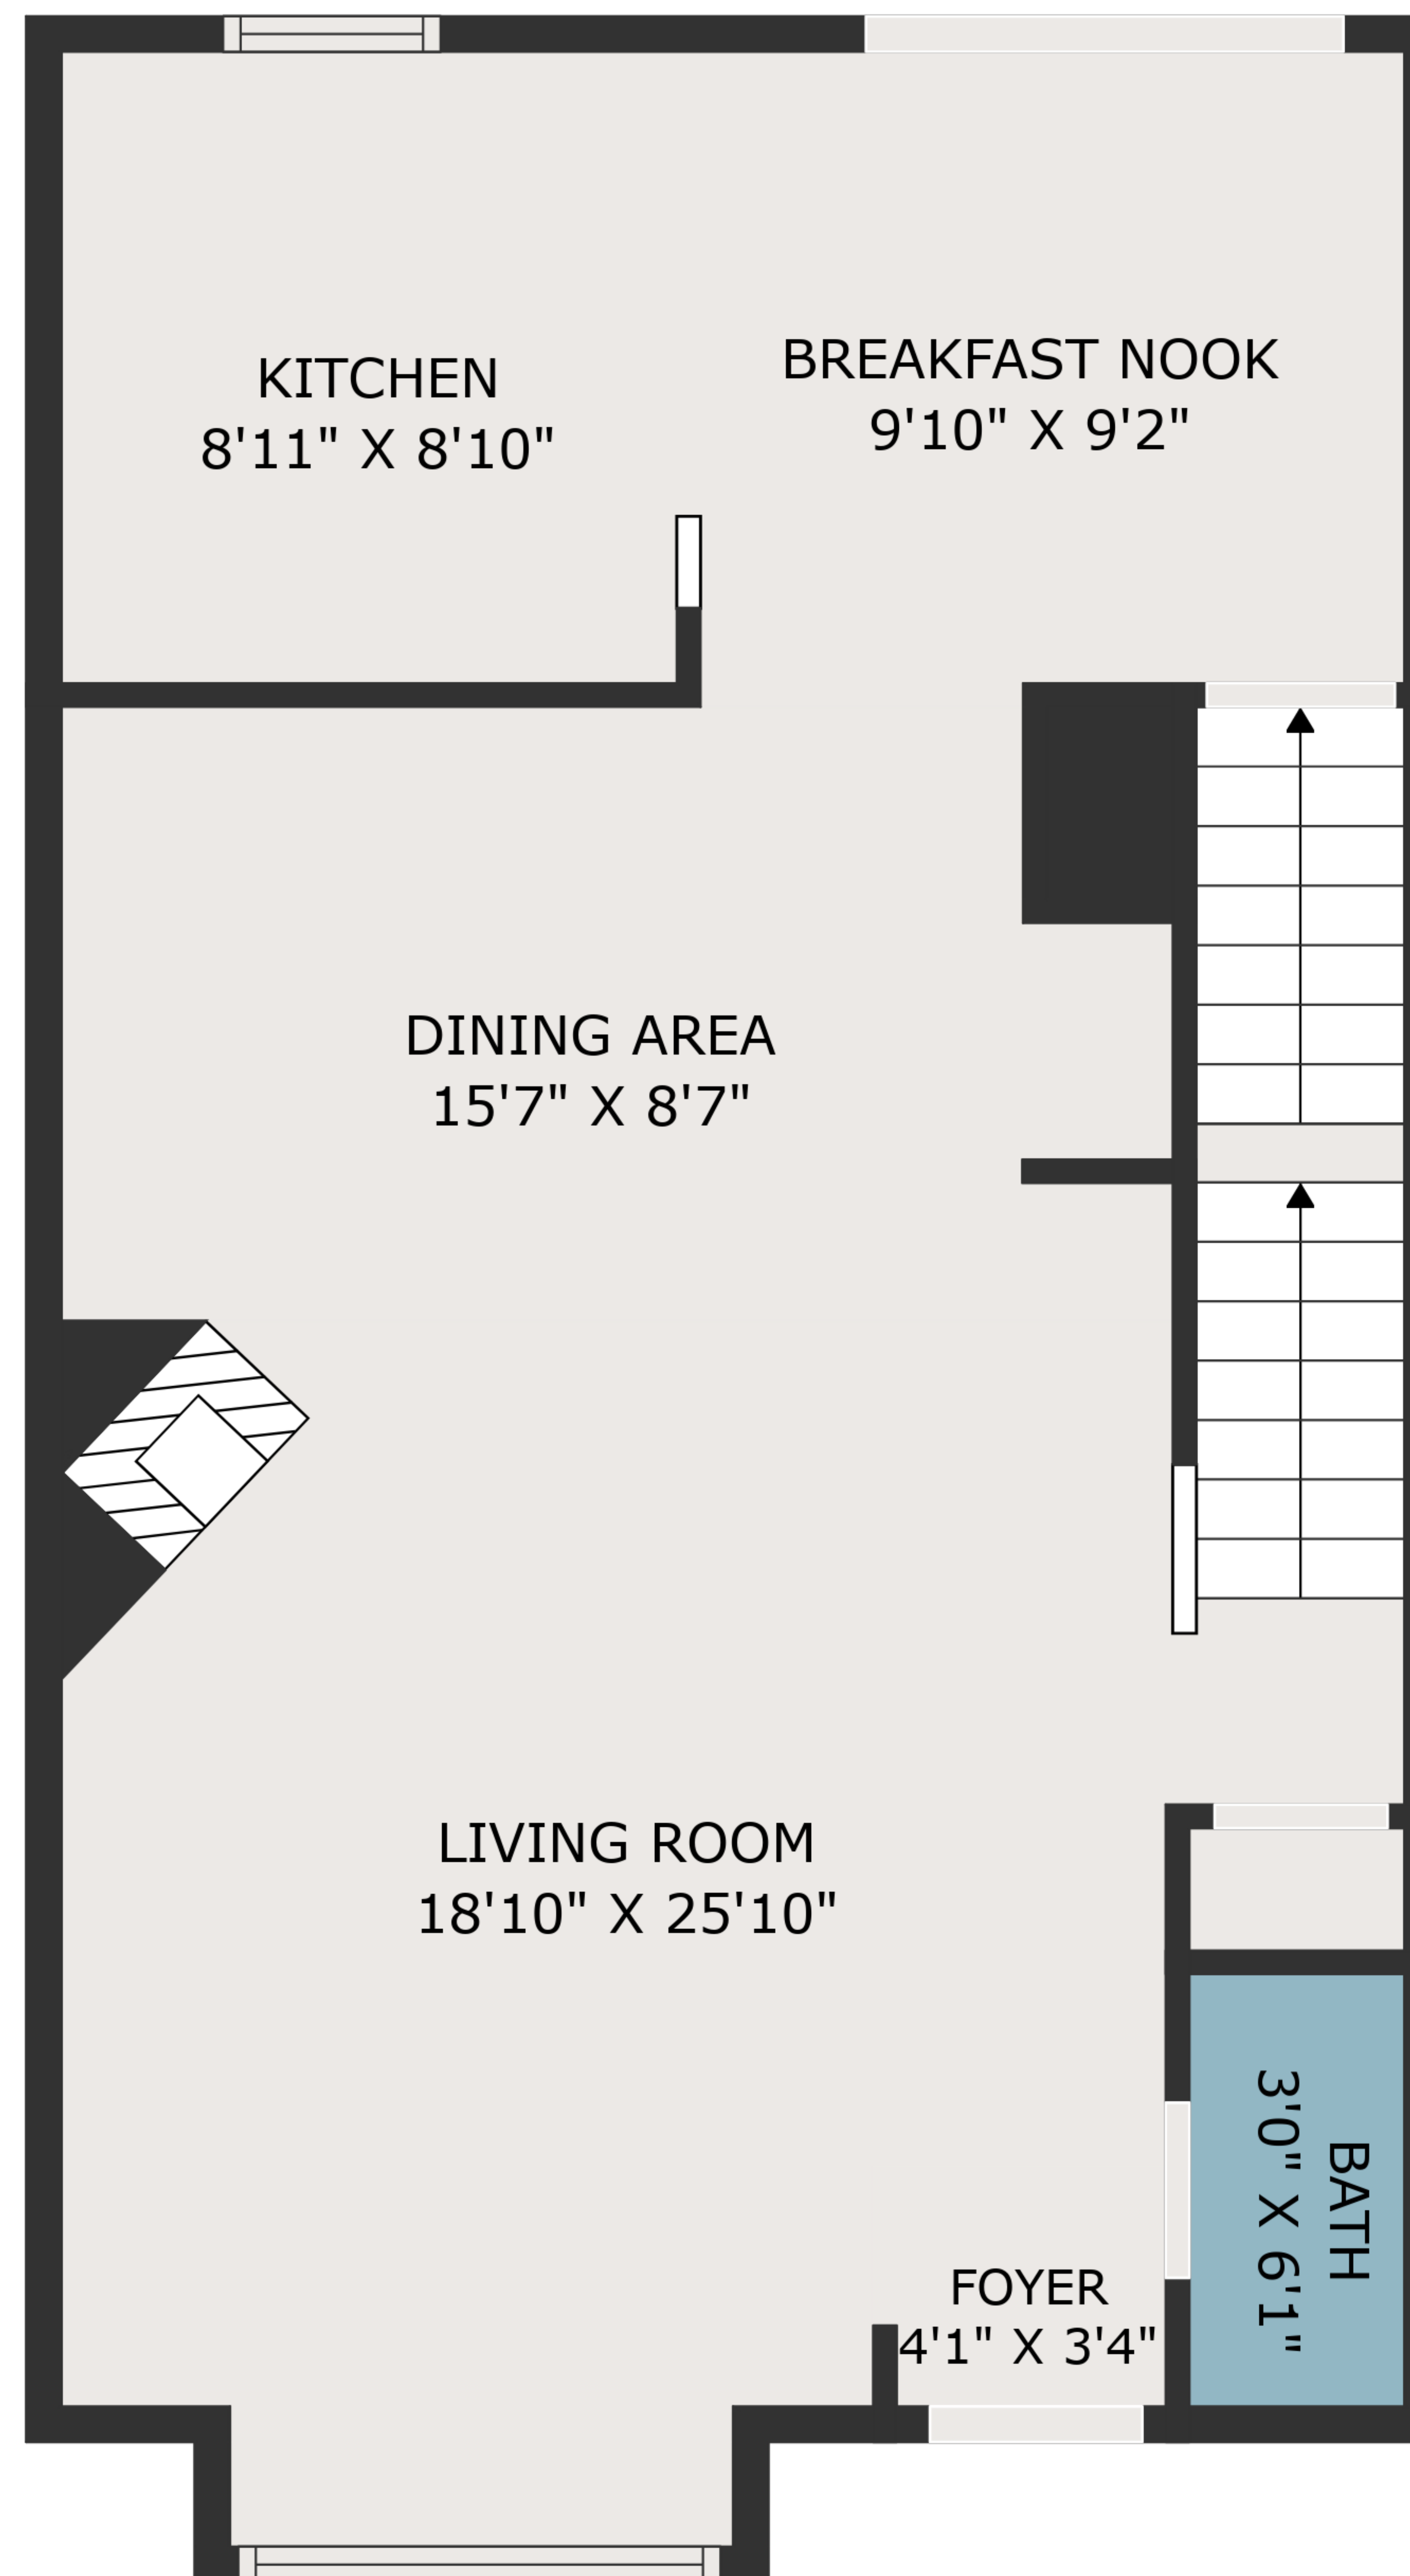 KITCHEN
8'11" X 8'10"
BREAKFAST NOOK
9'10" X 9'2"
DINING AREA
15'7" X 8'7"
LIVING ROOM
18'10" X 25'10"
BATH
3'0" X 6'1"
FOYER
4'1" X 3'4"